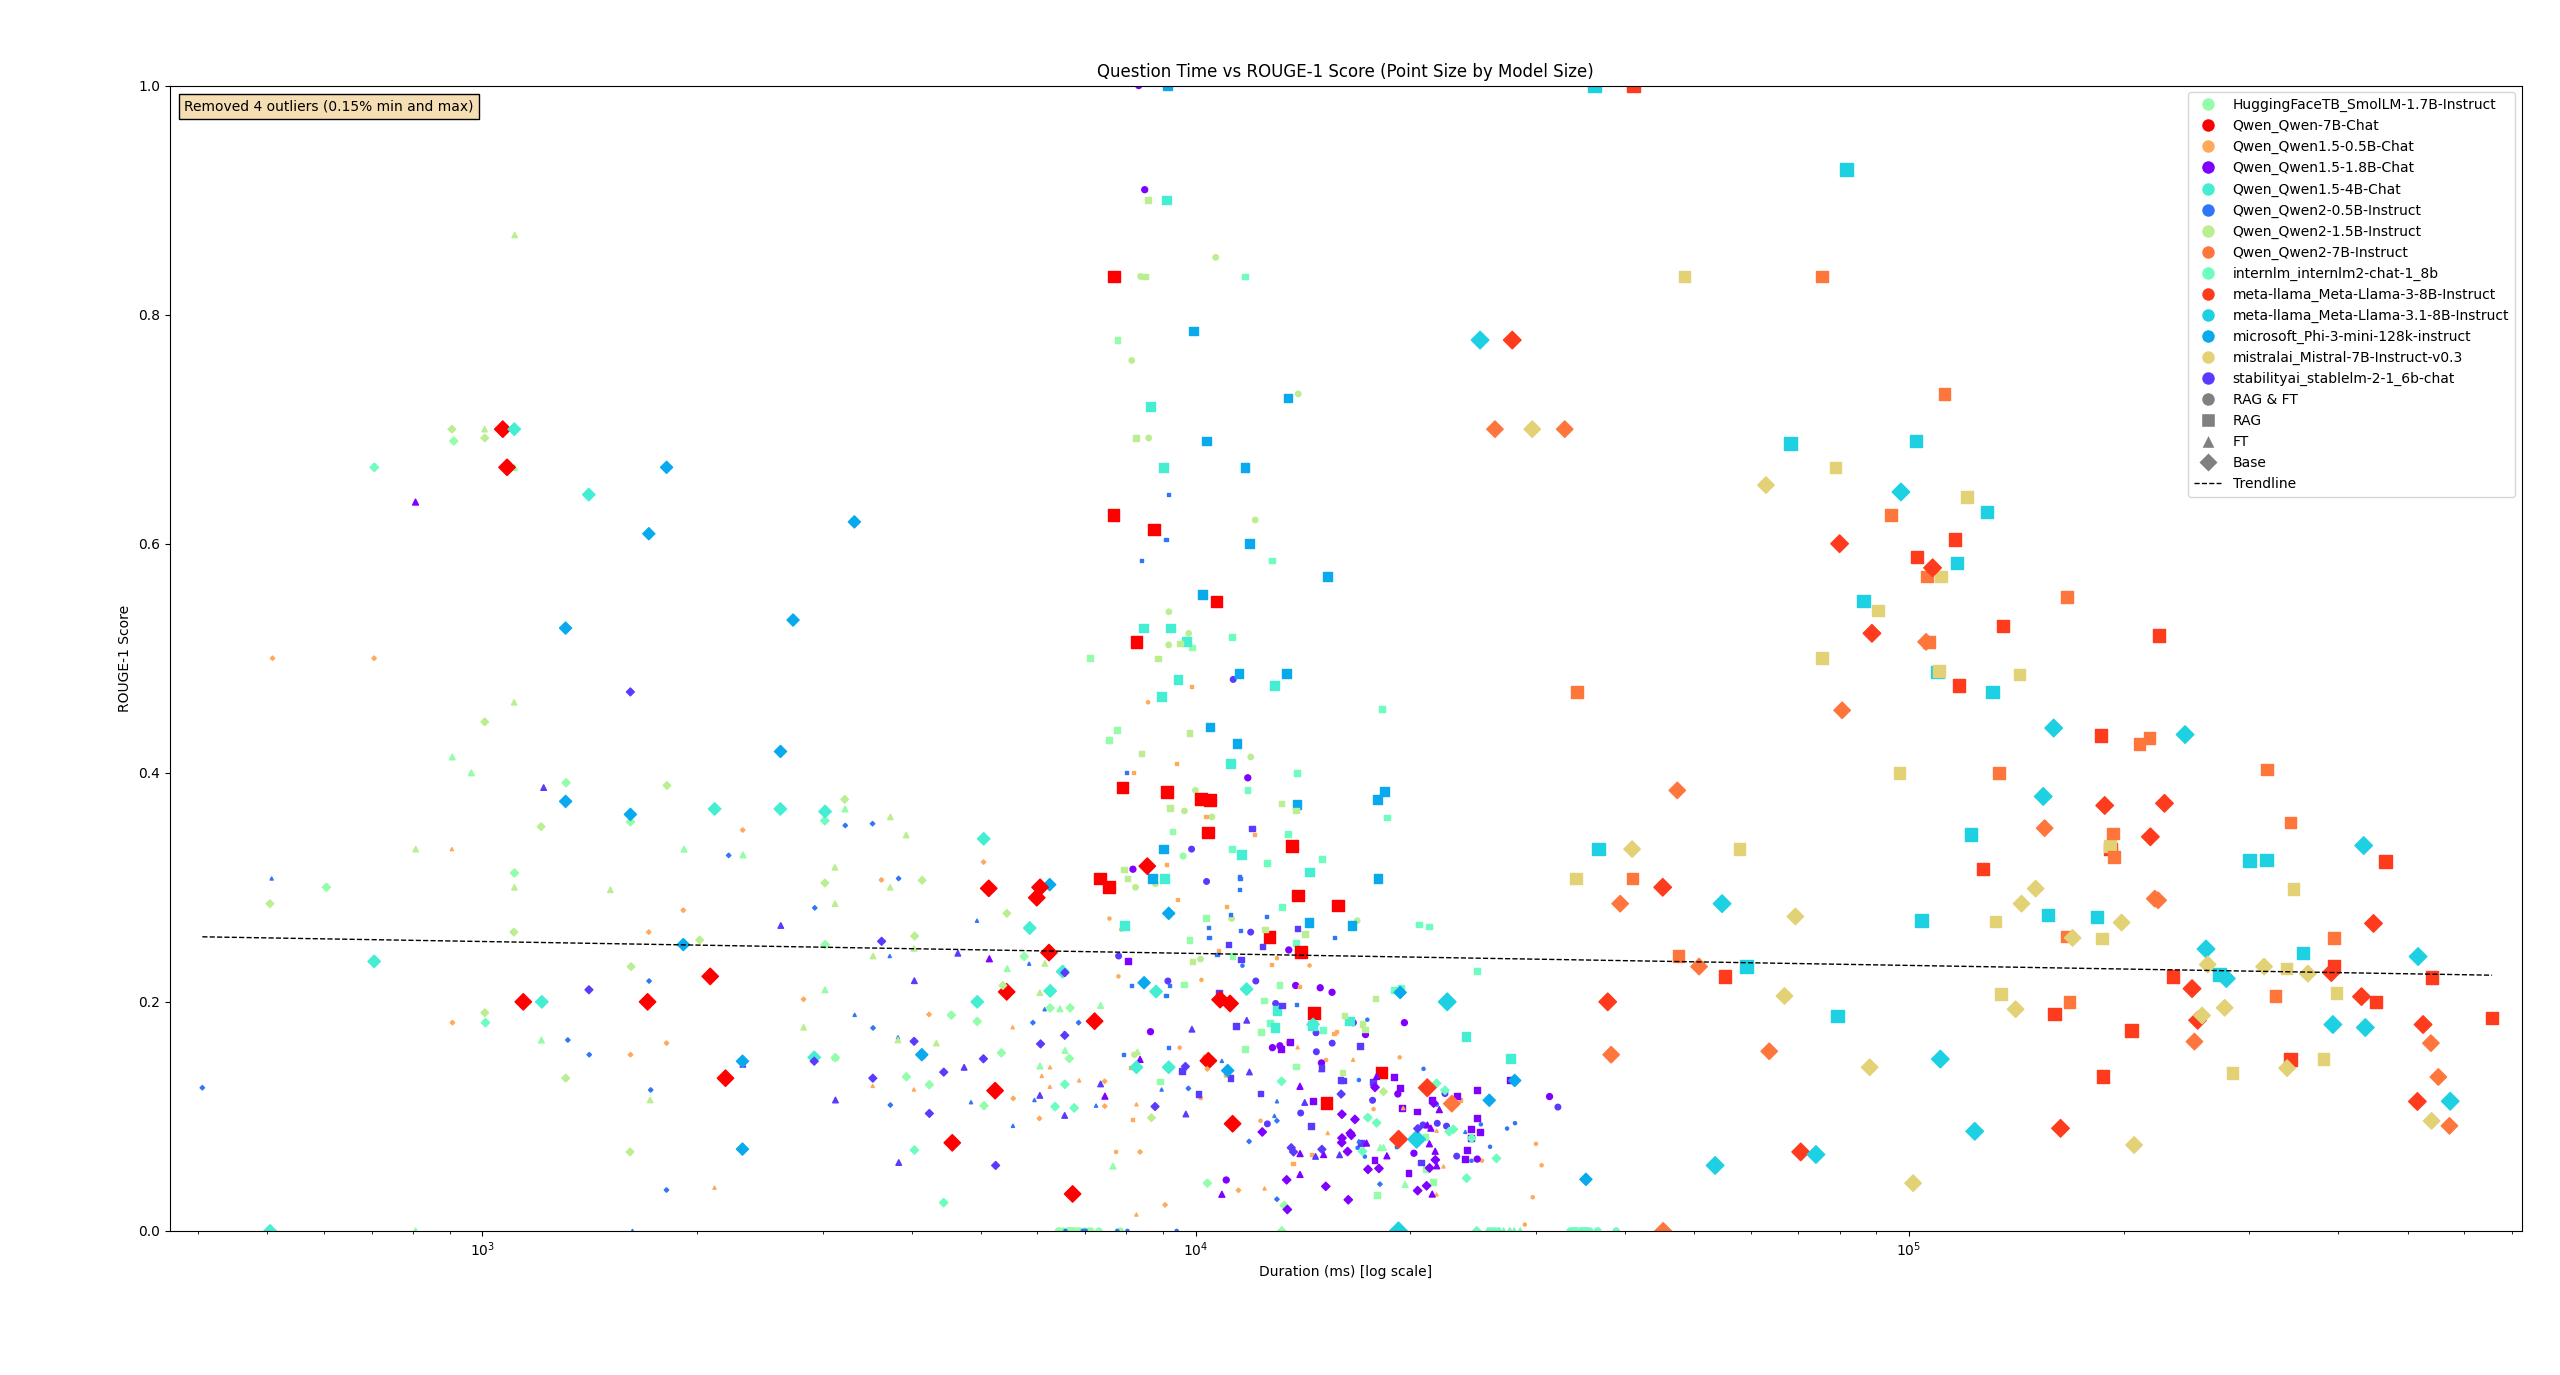 Question Time vs ROUGE-1 Score (Point Size by Model Size)
Removed 4 outliers (0.15% min and max)
1.0
0.8
0.6
0.4
0.2
0.0
ROUGE-1 Score
10³
10⁴
10⁵
Duration (ms) [log scale]
HuggingFaceTB_SmolLM-1.7B-Instruct
Qwen_Qwen-7B-Chat
Qwen_Qwen1.5-0.5B-Chat
Qwen_Qwen1.5-1.8B-Chat
Qwen_Qwen1.5-4B-Chat
Qwen_Qwen2-0.5B-Instruct
Qwen_Qwen2-1.5B-Instruct
Qwen_Qwen2-7B-Instruct
internlm_internlm2-chat-1_8b
meta-llama_Meta-Llama-3-8B-Instruct
meta-llama_Meta-Llama-3.1-8B-Instruct
microsoft_Phi-3-mini-128k-instruct
mistralai_Mistral-7B-Instruct-v0.3
stabilityai_stablelm-2-1_6b-chat
RAG & FT
RAG
FT
Base
Trendline